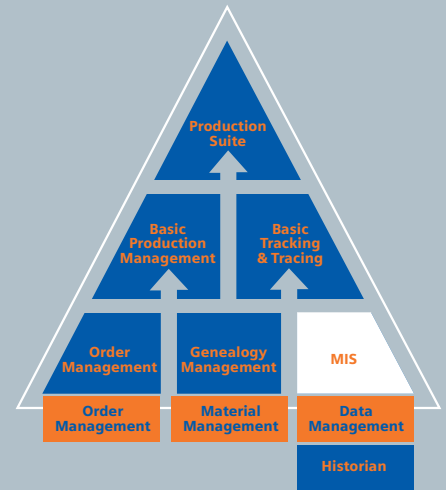 Production
Suite
Basic
Production
Management
Basic
Tracking
& Tracing
Order
Management
Genealogy
Management
MIS
Order
Management
Material
Management
Data
Management
Historian